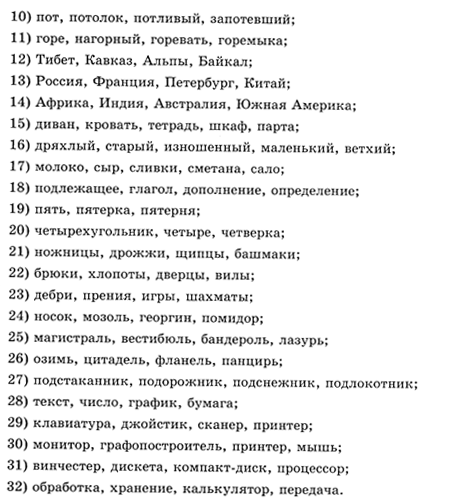 10) пот, потолок, потливый, запотевший;
11) горе, нагорный, горевать, горемыка;
12) Тибет, Кавказ, Альпы, Байкал;
13) Россия, Франция, Петербург, Китай;
14) Африка, Индия, Австралия, Южная Америка;
15) диван, кровать, тетрадь, шкаф, парта;
16) дряхлый, старый, изношенный, маленький, ветхий;
17) молоко, сыр, сливки, сметана, сало;
18) подлежащее, глагол, дополнение, определение;
19) пять, пятерка, пятерня;
20) четырехугольник, четыре, четверка;
21) ножницы, дрожжи, щипцы, башмаки;
22) брюки, хлопоты, дверцы, вилы;
23) дебри, прения, игры, шахматы;
24) носок, мозоль, георгин, помидор;
25) магистраль, вестибюль, бандероль, лазурь;
26) озимь, цитадель, фланель, панцирь;
27) подстаканник, подорожник, подснежник, подлокотник;
28) текст, число, график, бумага;
29) клавиатура, джойстик, сканер, принтер;
30) монитор, графопостроитель, принтер, мышь;
31) винчестер, дискета, компакт-диск, процессор;
32) обработка, хранение, калькулятор, передача.